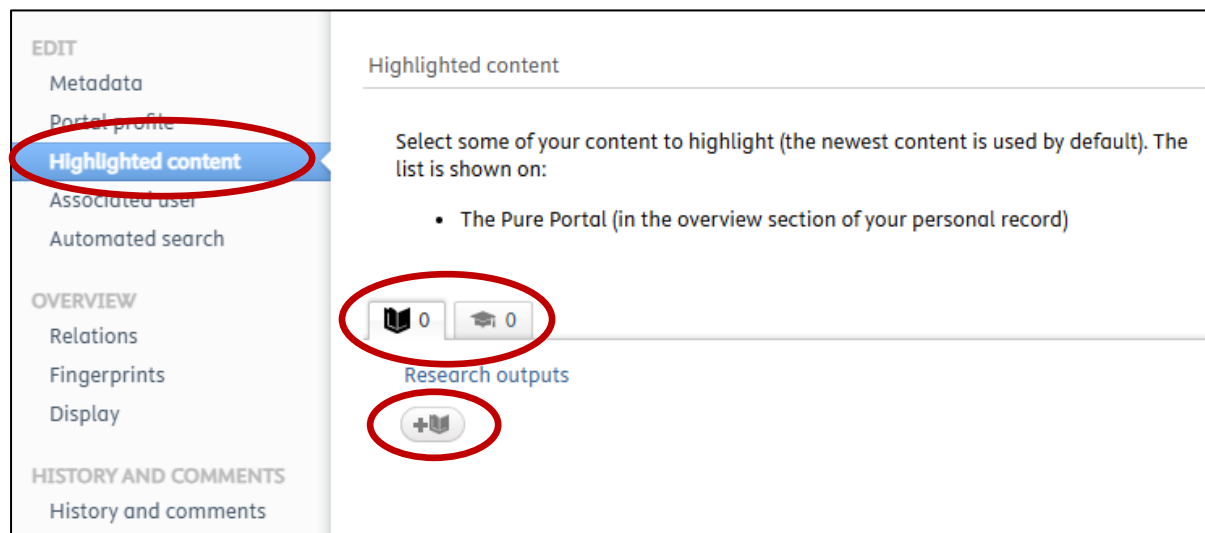 EDIT
Metadata
Portal profile
Highlighted content
Associated user
Automated search
OVERVIEW
Relations
Fingerprints
Display
HISTORY AND COMMENTS
History and comments
Highlighted content
Select some of your content to highlight (the newest content is used by default). The
list is shown on:
• The Pure Portal (in the overview section of your personal record)
0 0
Research outputs
+